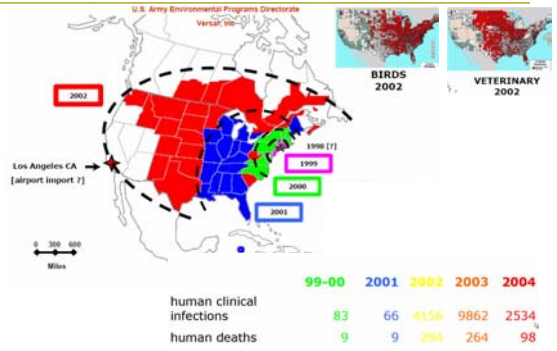 U.S. Army Environmental Programs Directorate
Versar, Inc
BIRDS
2002
VETERINARY
2002
2002
Los Angeles CA
[airport import ?]
1998 [?]
1999
2000
2001
0 300 600
Miles
99-00 2001 2002 2003 2004
human clinical
infections 83 66 4156 9862 2534
human deaths 9 9 284 264 98